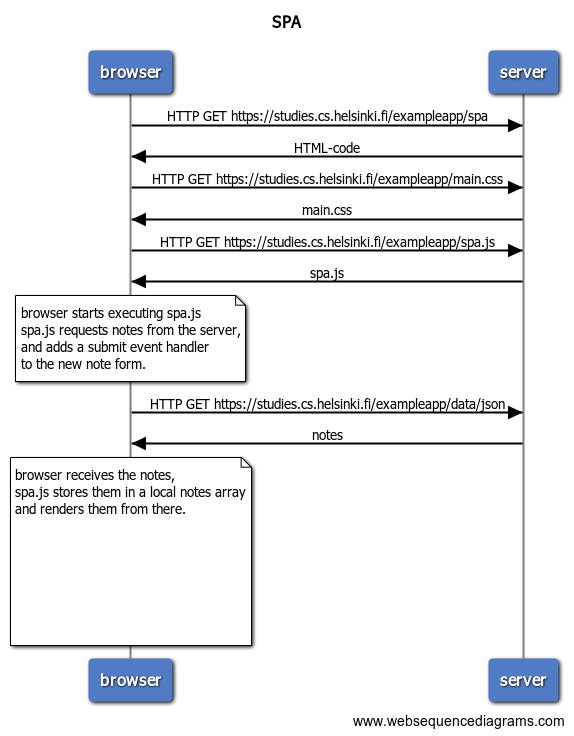 SPA
browser
server
HTTP GET https://studies.cs.helsinki.fi/exampleapp/spa
HTML-code
HTTP GET https://studies.cs.helsinki.fi/exampleapp/main.css
main.css
HTTP GET https://studies.cs.helsinki.fi/exampleapp/spa.js
spa.js
browser starts executing spa.js
spa.js requests notes from the server,
and adds a submit event handler
to the new note form.
HTTP GET https://studies.cs.helsinki.fi/exampleapp/data/json
notes
browser receives the notes,
spa.js stores them in a local notes array
and renders them from there.
browser
server
www.websequencediagrams.com